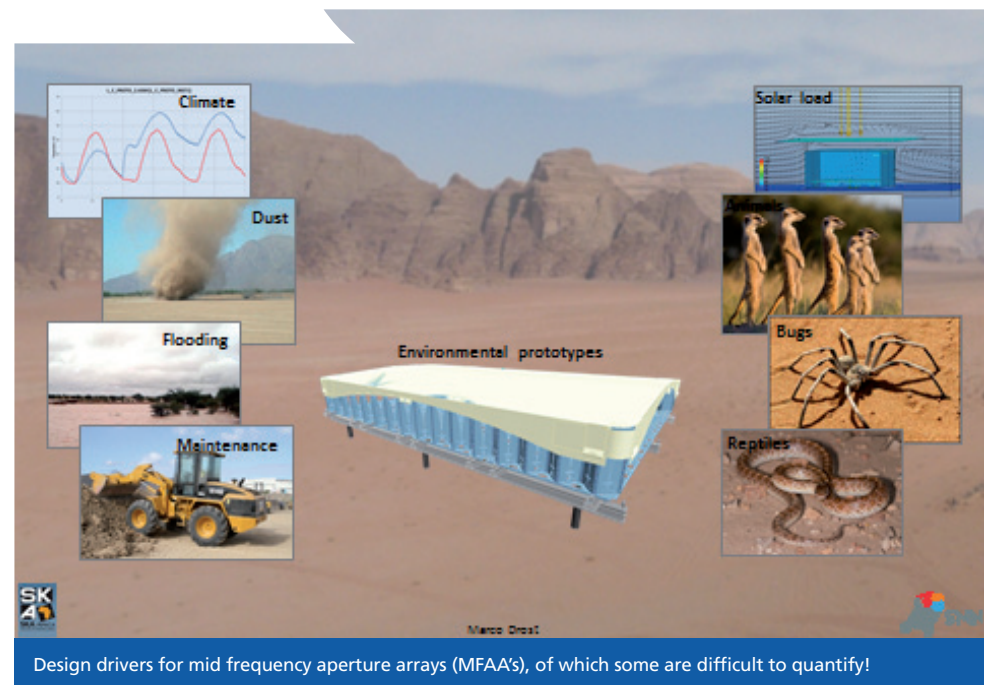 Climate
Dust
Flooding
Maintenance
Solar load
Animals
Bugs
Reptiles
Environmental prototypes
SK
A
Marco Drost
Design drivers for mid frequency aperture arrays (MFAA's), of which some are difficult to quantify!